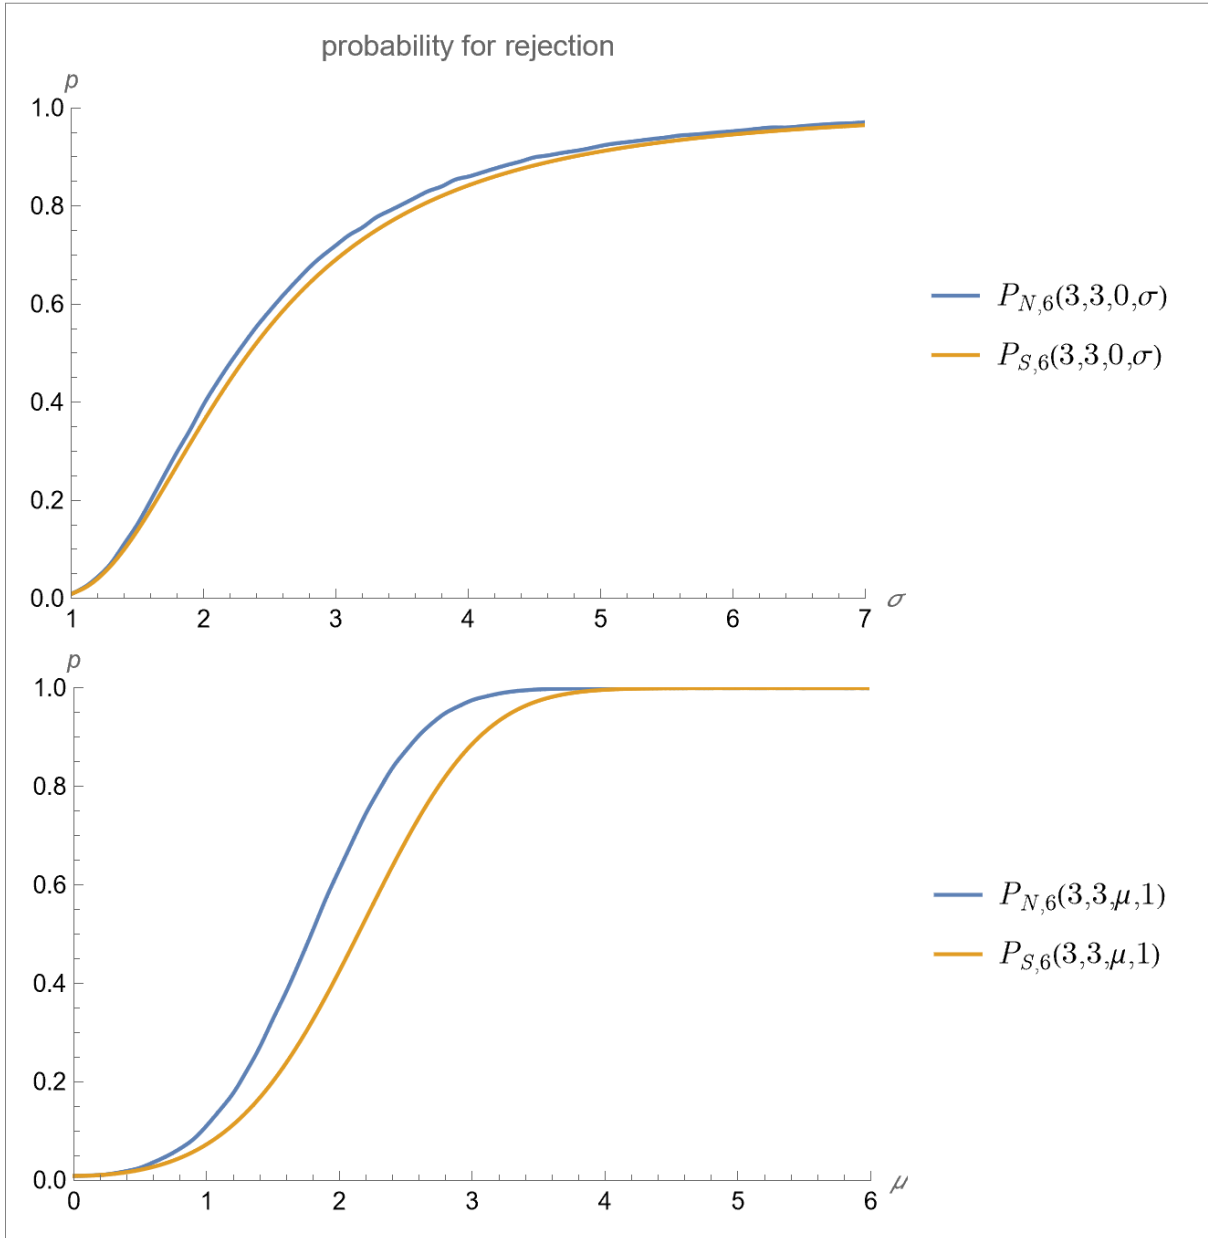 probability for rejection
p
1.0
0.8
0.6
0.4
0.2
0.0
1 2 3 4 5 6 7 σ
P_{N,6}(3,3,0,σ)
P_{S,6}(3,3,0,σ)
p
1.0
0.8
0.6
0.4
0.2
0.0
0 1 2 3 4 5 6 μ
P_{N,6}(3,3,μ,1)
P_{S,6}(3,3,μ,1)